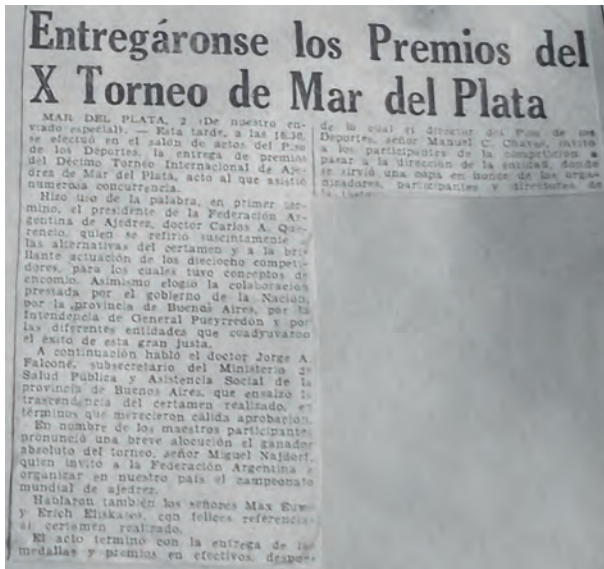 Entregáronse los Premios del
X Torneo de Mar del Plata
MAR DEL PLATA, 2 (De nuestro en-
viado especial). — Esta tarde, a las 18.30,
se efectuó en el salón de actos del Piso
de los Deportes, la entrega de premios
del Décimo Torneo Internacional de Aje-
drez de Mar del Plata, acto al que asistió
numerosa concurrencia.
Hizo uso de la palabra, en primer tér-
mino, el presidente de la Federación Ar-
gentina de Ajedrez, doctor Carlos A. Que-
rencio, quien se refirió suscintamente a
las alternativas del certamen y a la bri-
llante actuación de los dieciocho competi-
dores, para los cuales tuvo conceptos de
encomio. Asimismo elogió la colaboración
prestada por el gobierno de la Nación,
por la provincia de Buenos Aires, por la
Intendencia de General Pueyrredón y por
las diferentes entidades que coadyuvaron
el éxito de esta gran justa.
A continuación habló el doctor Jorge A.
Falcone, subsecretario del Ministerio de
Salud Pública y Asistencia Social de la
provincia de Buenos Aires, que ensalzó la
trascendencia del certamen realizado, en
términos que merecieron cálida aprobación.
En nombre de los maestros participantes
pronunció una breve alocución el ganador
absoluto del torneo, señor Miguel Najdorf,
quien invitó a la Federación Argentina a
organizar en nuestro país el campeonato
mundial de ajedrez.
Hablaron también los señores Max Euwe
y Erich Eliskases, con felices referencias
al certamen realizado.
El acto terminó con la entrega de las
medallas y premios en efectivos, después
de lo cual el director del Piso de los
Deportes, señor Manuel C. Chaves, invitó
a los participantes de la competición a
pasar a la dirección de la entidad, donde
se sirvió una copa en honor de los orga-
nizadores, participantes y directores de